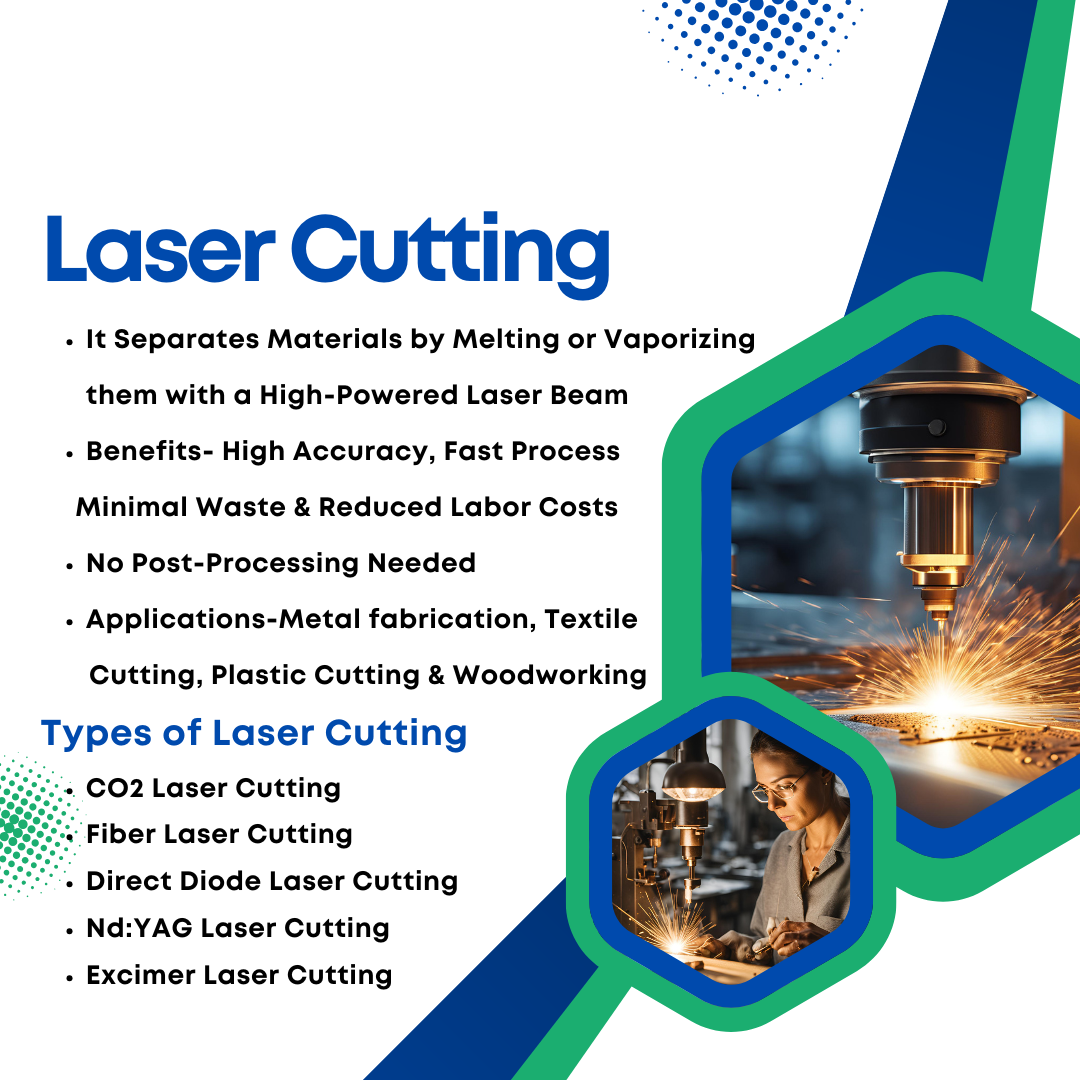 Laser Cutting
• It Separates Materials by Melting or Vaporizing
them with a High-Powered Laser Beam
• Benefits- High Accuracy, Fast Process
Minimal Waste & Reduced Labor Costs
• No Post-Processing Needed
• Applications-Metal fabrication, Textile
Cutting, Plastic Cutting & Woodworking
Types of Laser Cutting
• CO2 Laser Cutting
• Fiber Laser Cutting
• Direct Diode Laser Cutting
• Nd:YAG Laser Cutting
• Excimer Laser Cutting